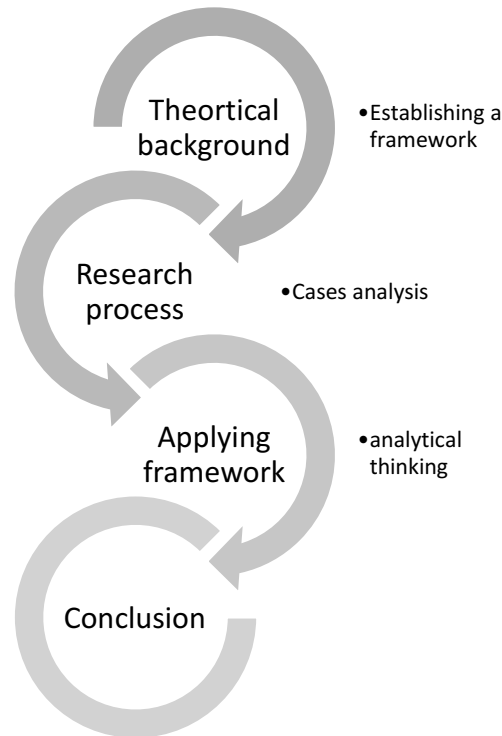 Theortical
background
•Establishing a
framework
Research
process
•Cases analysis
Applying
framework
•analytical
thinking
Conclusion